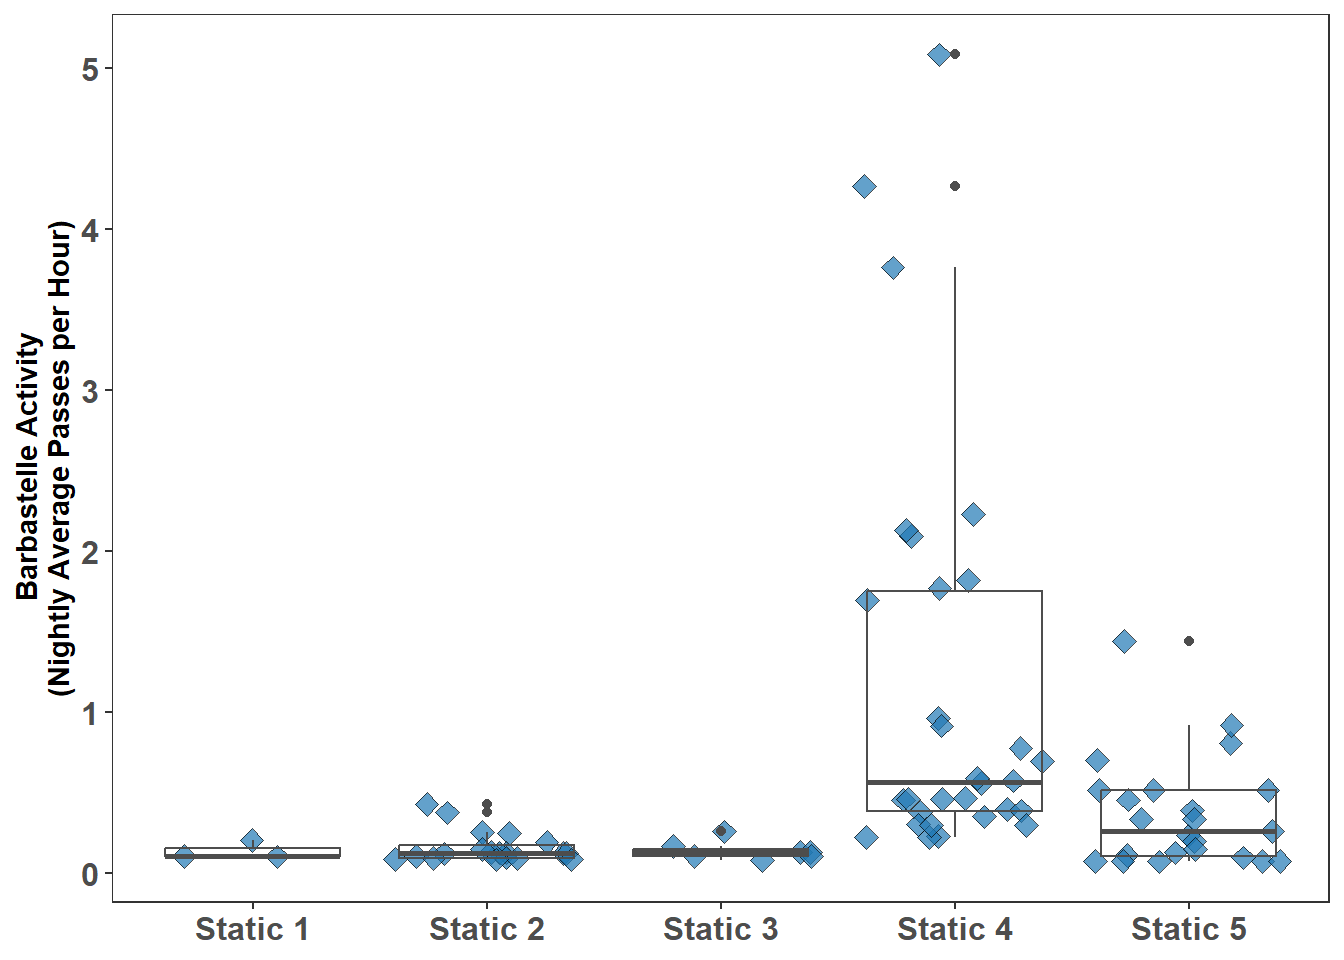 Barbastelle Activity
(Nightly Average Passes per Hour)
5
4
3
2
1
0
Static 1
Static 2
Static 3
Static 4
Static 5